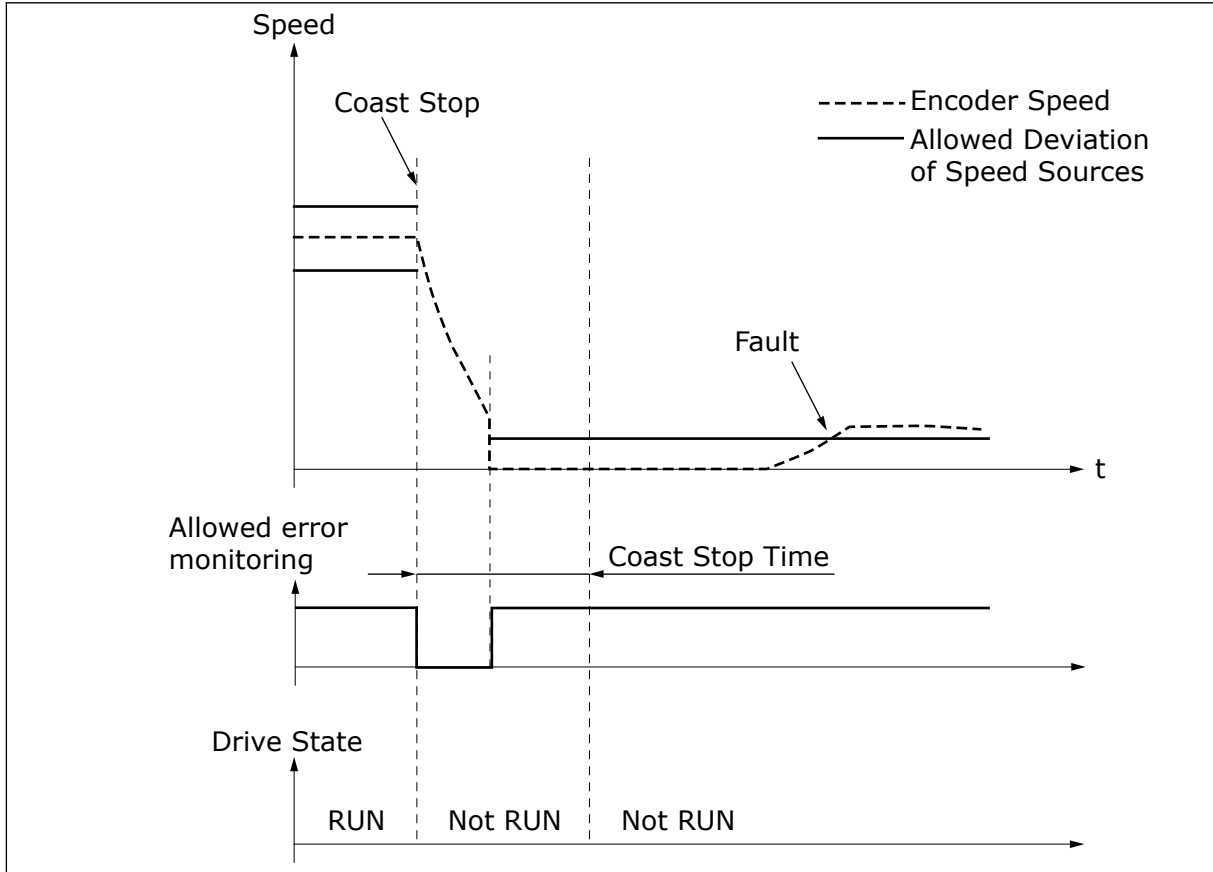 Speed
Coast Stop
Encoder Speed
Allowed Deviation
of Speed Sources
Fault
t
Allowed error
monitoring
Coast Stop Time
Drive State
RUN
Not RUN
Not RUN